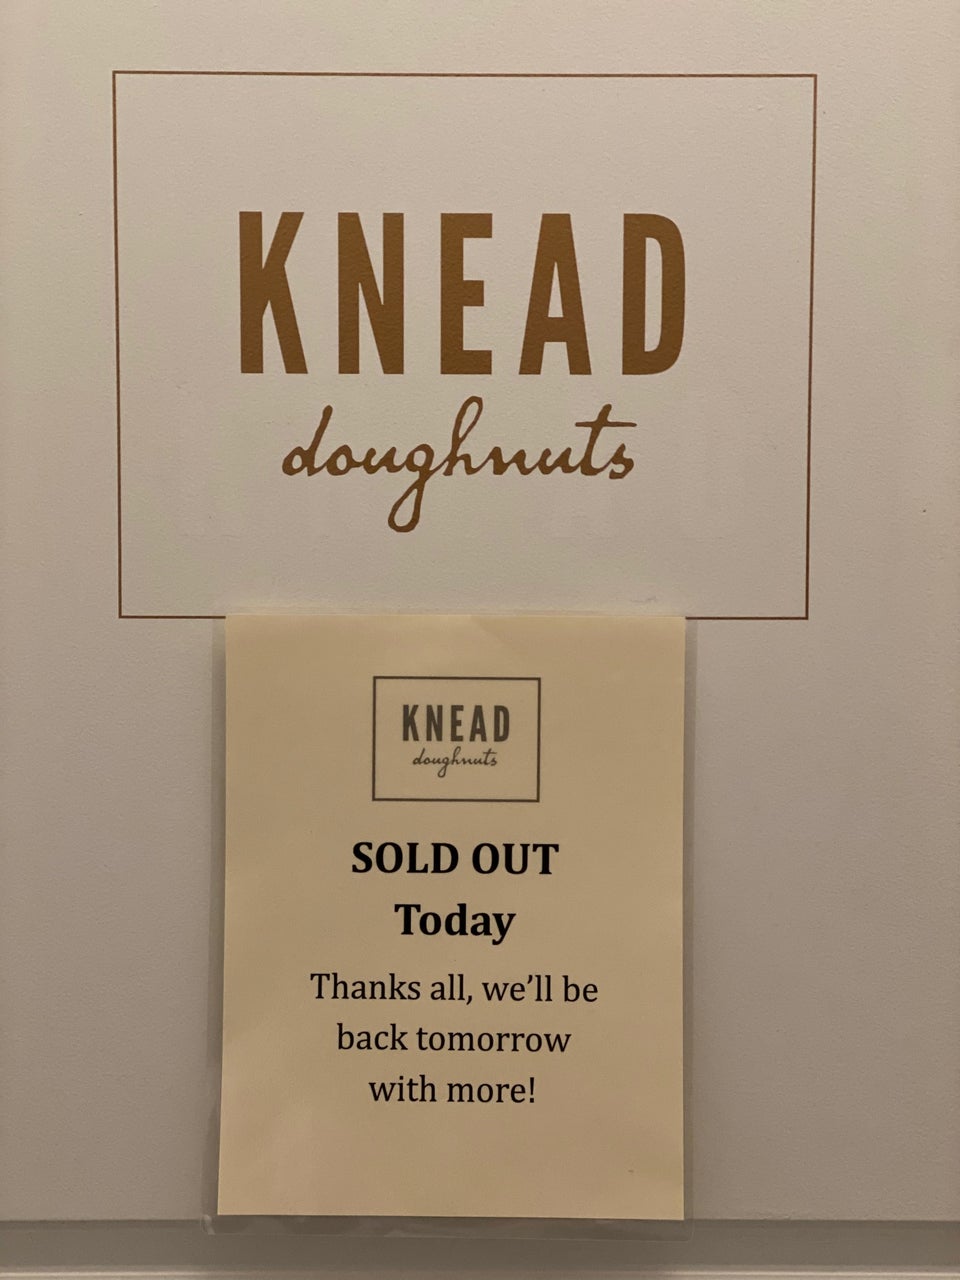 KNEAD
doughnuts
KNEAD
doughnuts
SOLD OUT
Today
Thanks all, we’ll be
back tomorrow
with more!